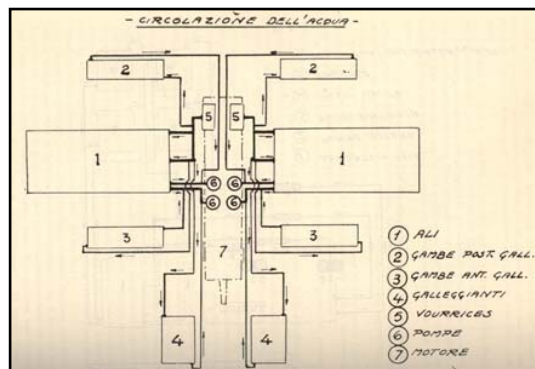 - CIRCOLAZIONE DELL'ACQUA -
2
2
5
5
1
1
6
6
6
6
3
3
7
4
4
1 ALI
2 GAMBE POST. GALL.
3 GAMBE ANT. GALL.
4 GALLEGGIANTI
5 VOURRICES
6 POMPE
7 MOTORE